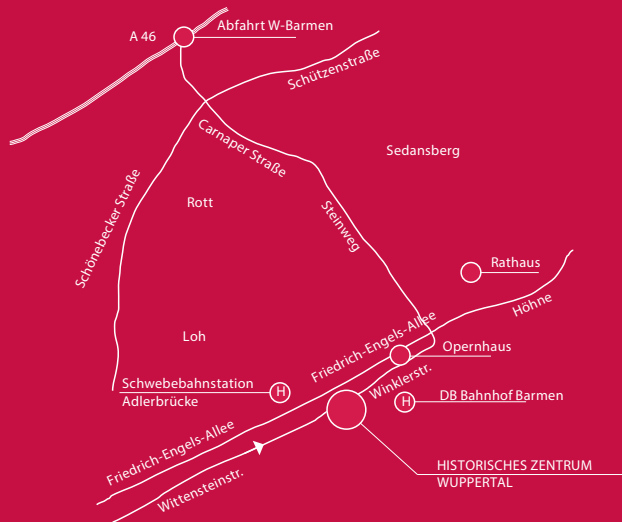 Abfahrt W-Barmen
A 46
Schützenstraße
Carnaper Straße
Sedansberg
Schönebecker Straße
Rott
Steinweg
Rathaus
Höhne
Loh
Friedrich-Engels-Allee
Opernhaus
Schwebebahnstation
Adlerbrücke
H
Winklerstr.
H
DB Bahnhof Barmen
Friedrich-Engels-Allee
Wittensteinstr.
HISTORISCHES ZENTRUM
WUPPERTAL